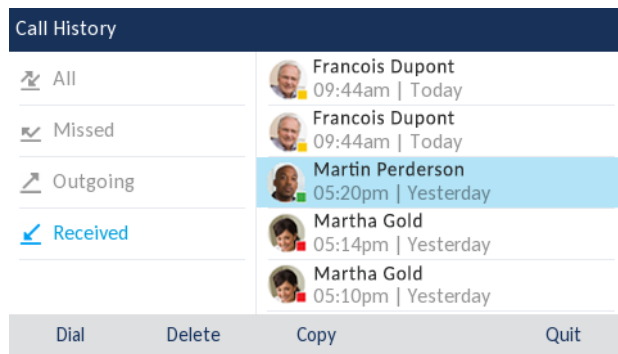 Call History
All
Missed
Outgoing
Received
Francois Dupont
09:44am | Today
Francois Dupont
09:44am | Today
Martin Perderson
05:20pm | Yesterday
Martha Gold
05:14pm | Yesterday
Martha Gold
05:10pm | Yesterday
Dial Delete Copy Quit